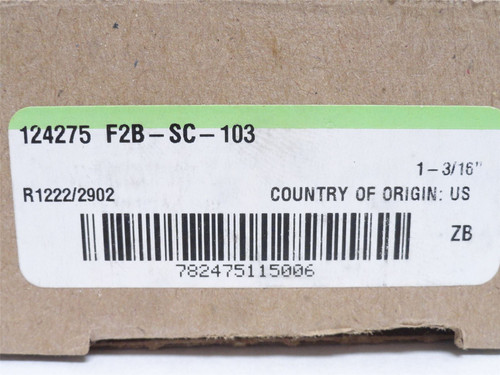 124275 F2B-SC-103
1-3/16"
R1222/2902 COUNTRY OF ORIGIN: US
ZB
782475115006